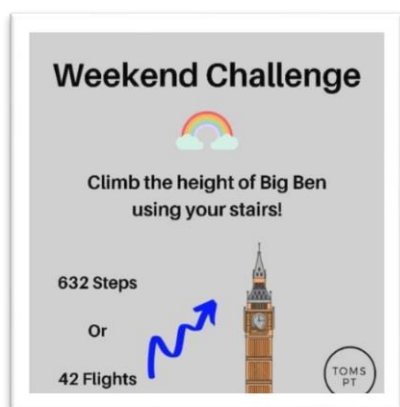 Weekend Challenge
Climb the height of Big Ben
using your stairs!
632 Steps
Or
42 Flights
TOMS
PT